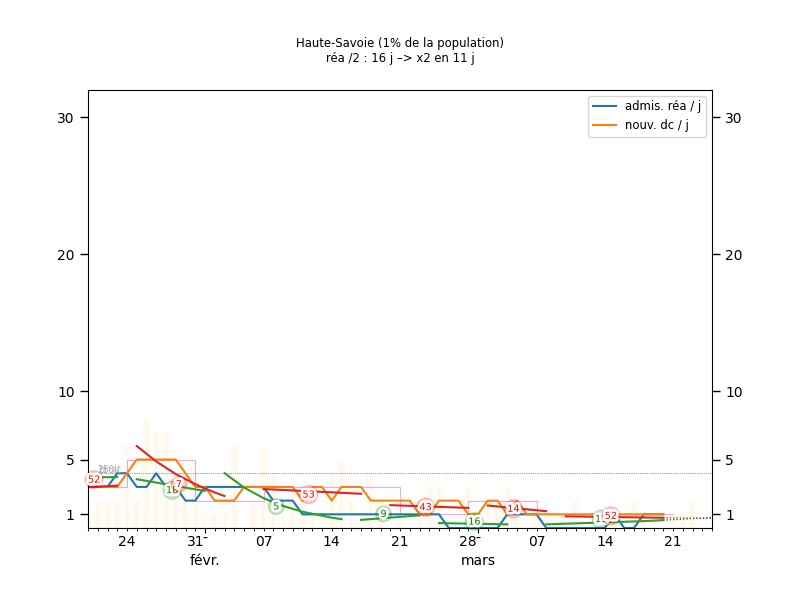 Haute-Savoie (1% de la population)
réa /2 : 16 j –> x2 en 11 j
30 30
admis. réa / j
nouv. dc / j
20 20
10 10
5 5
1 1
52
7
5
53
9
43
16
14
52
24 31 07 14 21 28 07 14 21
févr. mars